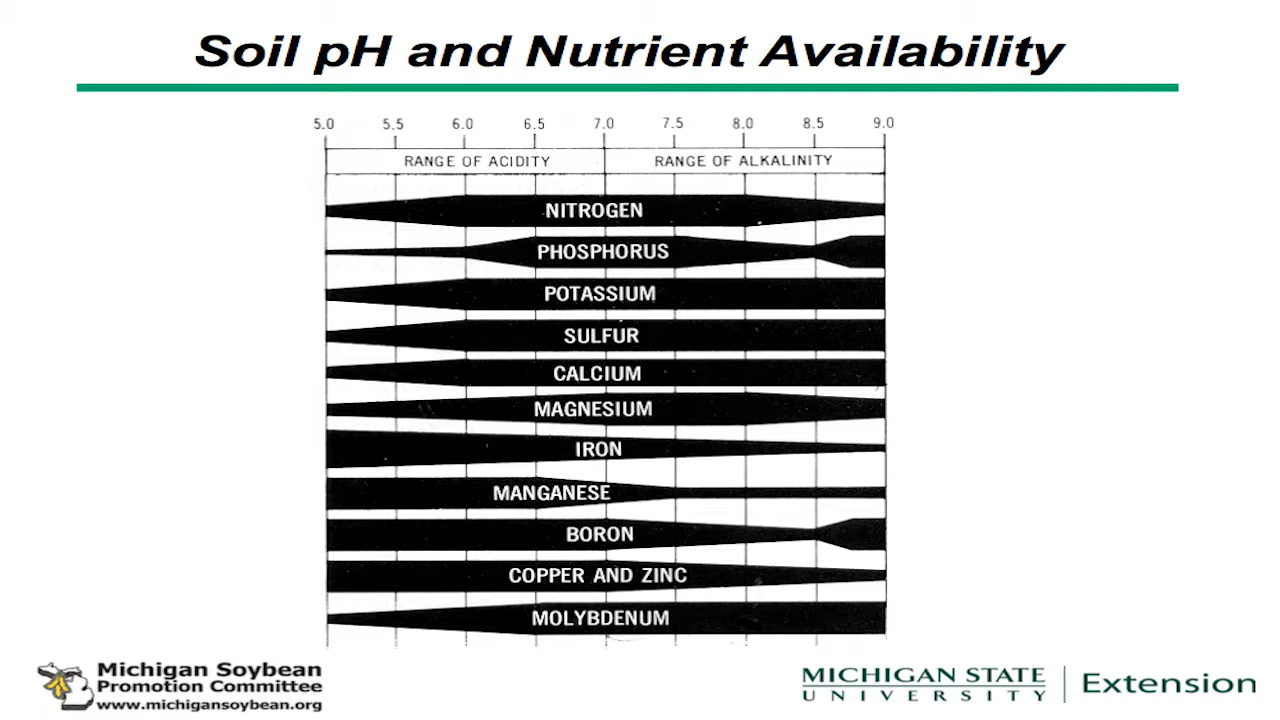 Soil pH and Nutrient Availability
5.0 5.5 6.0 6.5 7.0 7.5 8.0 8.5 9.0
RANGE OF ACIDITY RANGE OF ALKALINITY
NITROGEN
PHOSPHORUS
POTASSIUM
SULFUR
CALCIUM
MAGNESIUM
IRON
MANGANESE
BORON
COPPER AND ZINC
MOLYBDENUM
Michigan Soybean
Promotion Committee
www.michigansoybean.org
MICHIGAN STATE
UNIVERSITY
Extension